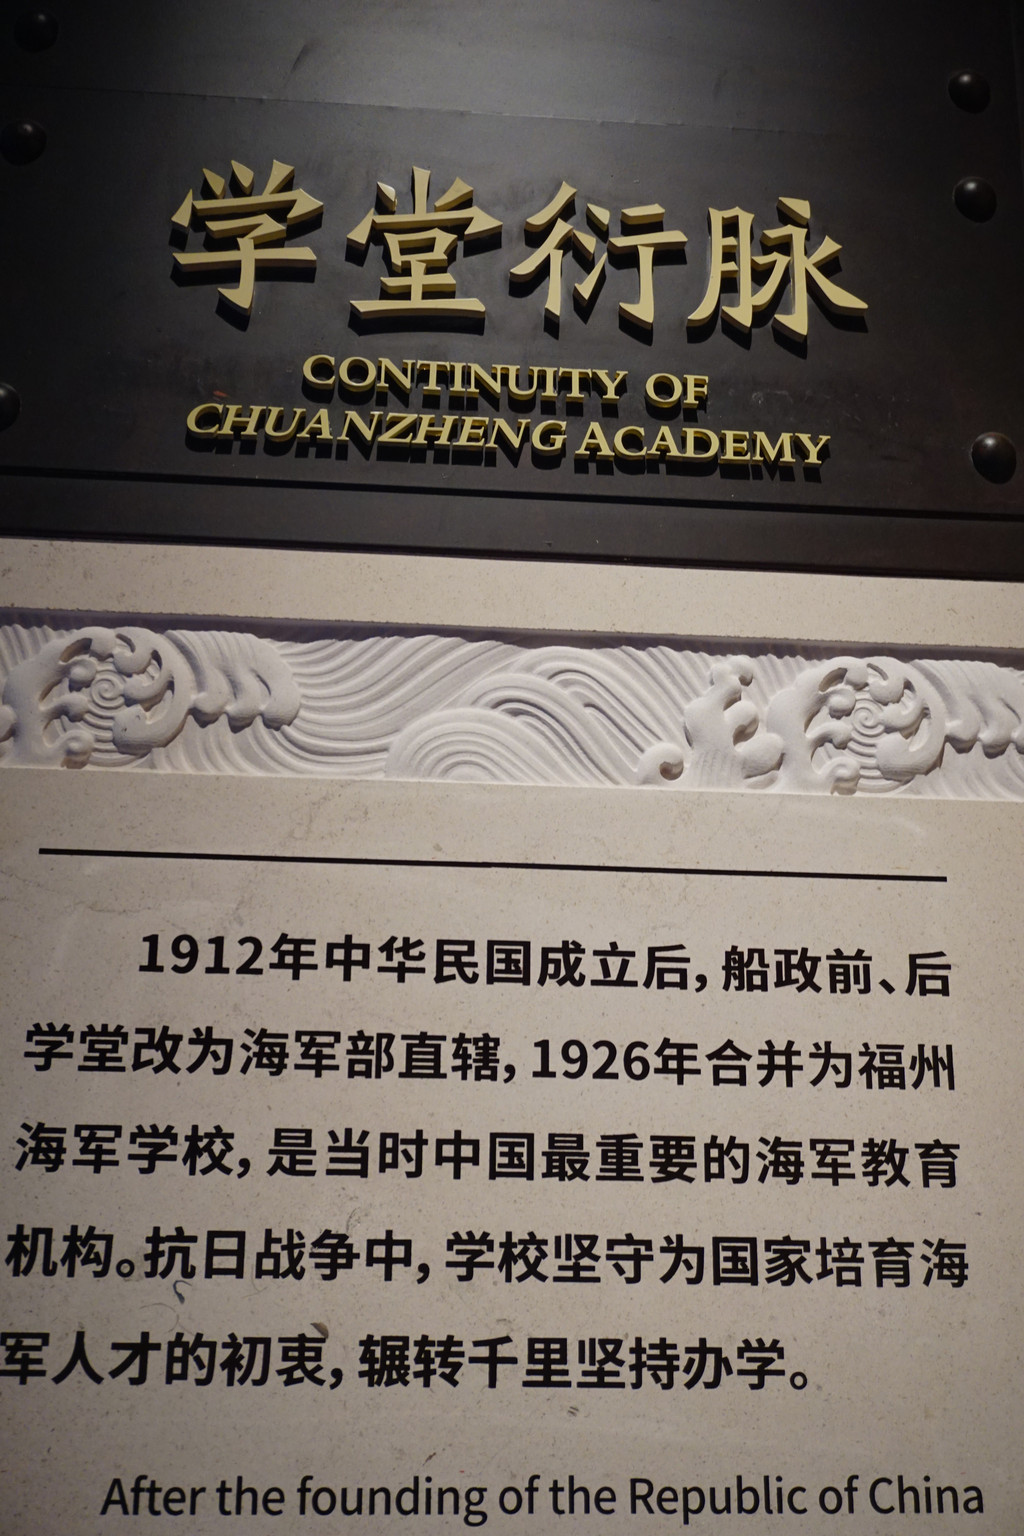 学堂衍脉
CONTINUITY OF
CHUANZHENG ACADEMY
1912年中华民国成立后，船政前、后
学堂改为海军部直辖，1926年合并为福州
海军学校，是当时中国最重要的海军教育
机构。抗日战争中，学校坚守为国家培育海
军人才的初衷，辗转千里坚持办学。
After the founding of the Republic of China